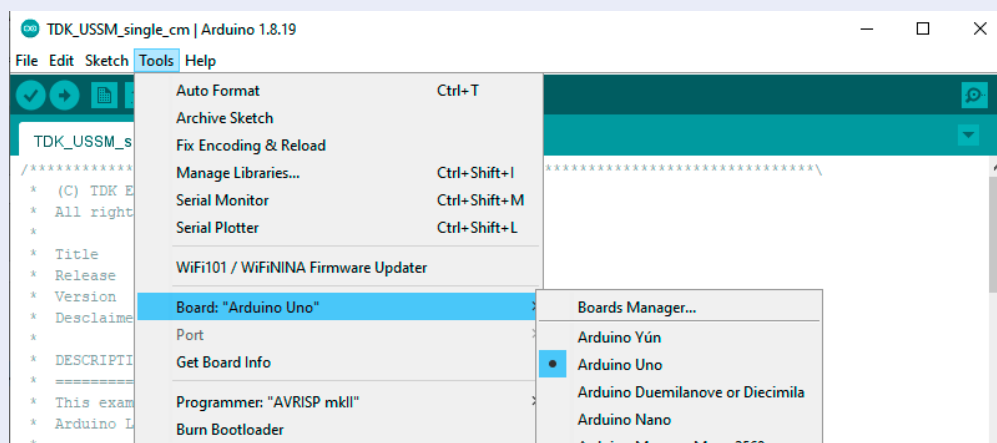 TDK_USSM_single_cm | Arduino 1.8.19
File Edit Sketch Tools Help
Auto Format Ctrl+T
Archive Sketch
TDK_USSM_s
Fix Encoding & Reload
/************* *****************************\
Manage Libraries... Ctrl+Shift+I
* (C) TDK E
Serial Monitor Ctrl+Shift+M
* All right
Serial Plotter Ctrl+Shift+L
*
* Title
WiFi101 / WiFiNINA Firmware Updater
* Release
* Version
Board: "Arduino Uno"
Boards Manager...
* Desclaime
Port
Arduino Yún
*
* DESCRIPTI
Get Board Info
Arduino Uno
* =========
Arduino Duemilanove or Diecimila
* This exam
Programmer: "AVRISP mkII"
Arduino Nano
* Arduino L
Burn Bootloader